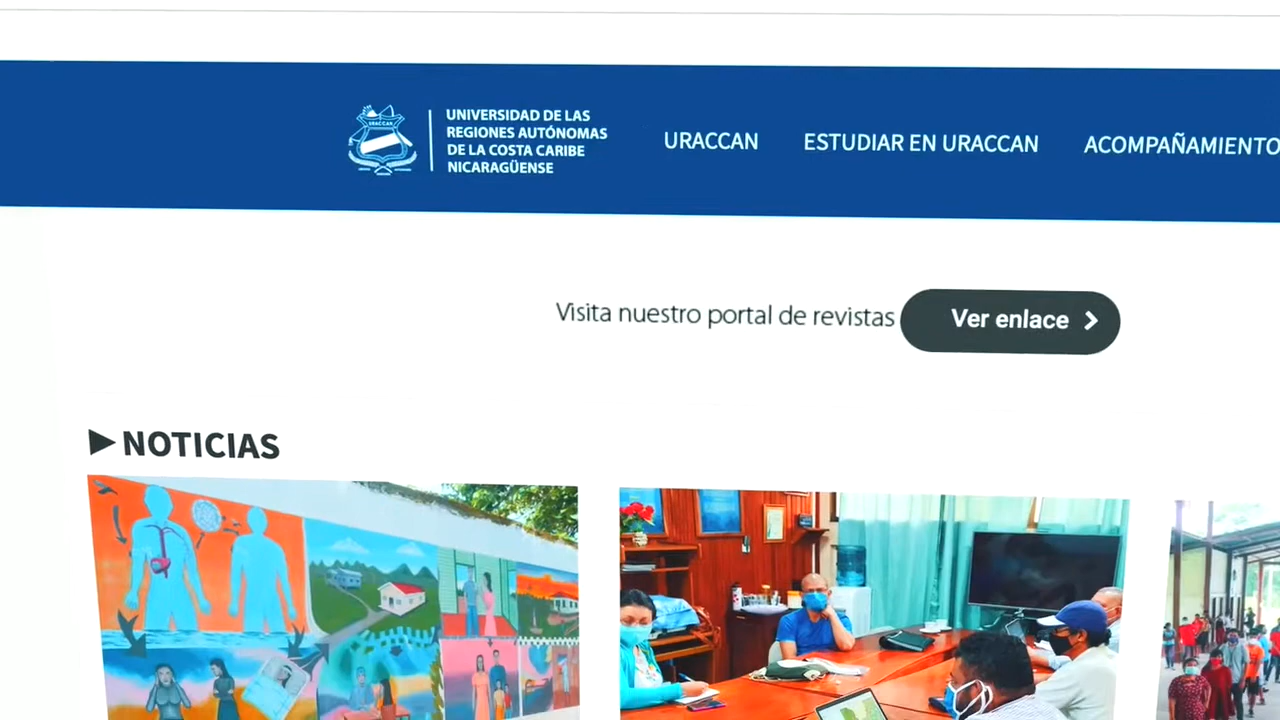 URACCAN
UNIVERSIDAD DE LAS
REGIONES AUTÓNOMAS
DE LA COSTA CARIBE
NICARAGÜENSE
URACCAN
ESTUDIAR EN URACCAN
ACOMPAÑAMIENTO
Visita nuestro portal de revistas
Ver enlace
NOTICIAS